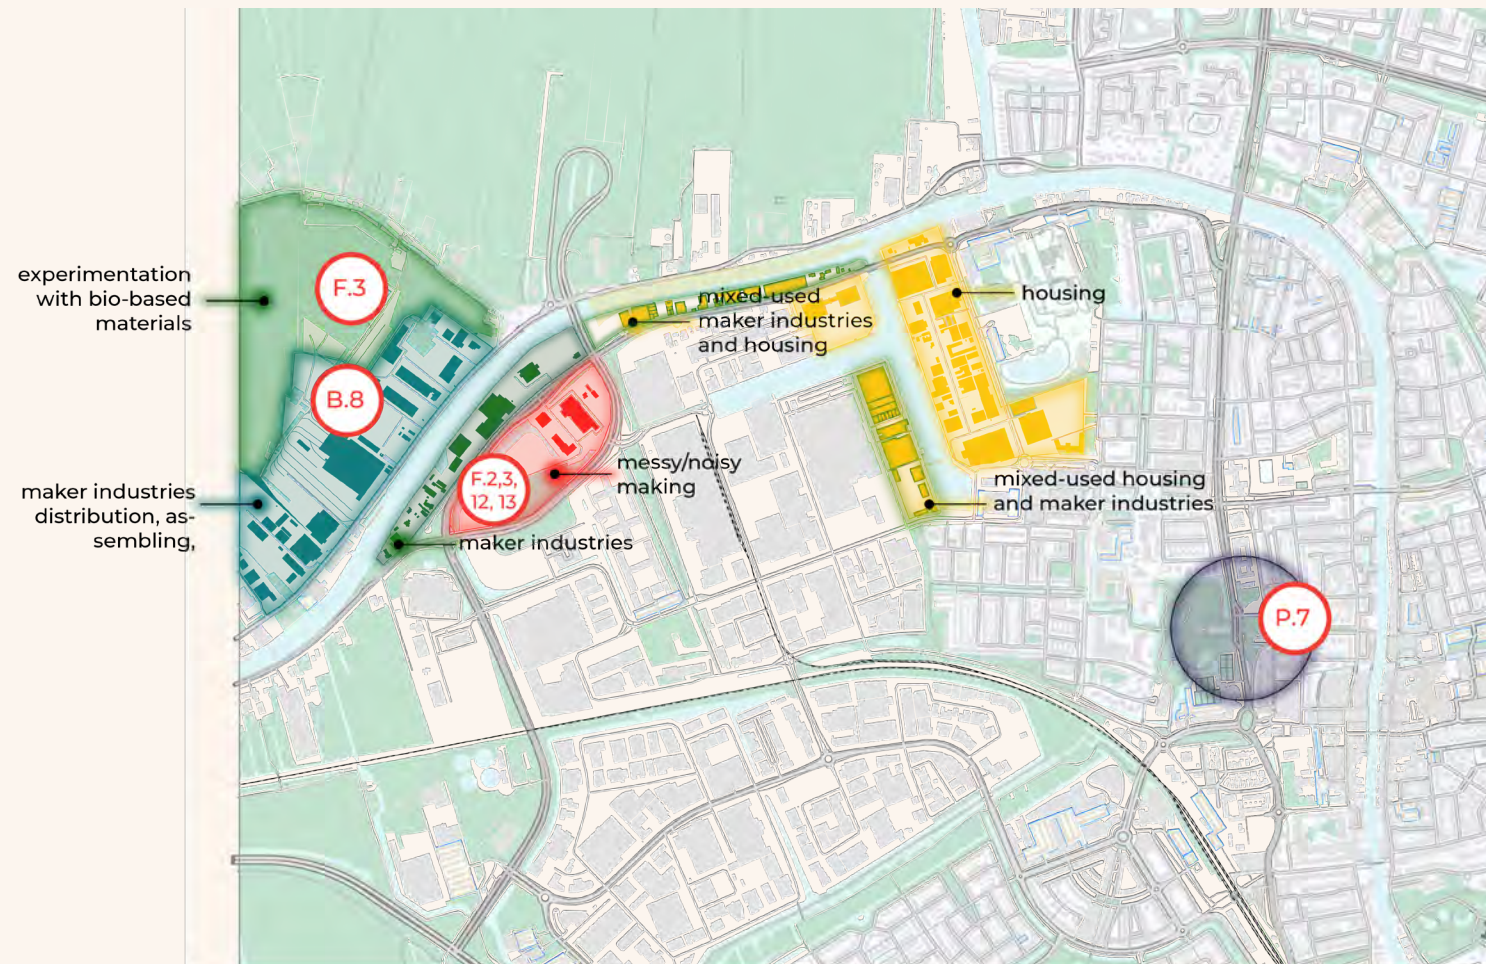 experimentation
with bio-based
materials
F.3
B.8
maker industries
distribution, as-
sembling,
F.2,3,
12, 13
messy/noisy
making
maker industries
mixed-used
maker industries
and housing
housing
mixed-used housing
and maker industries
P.7